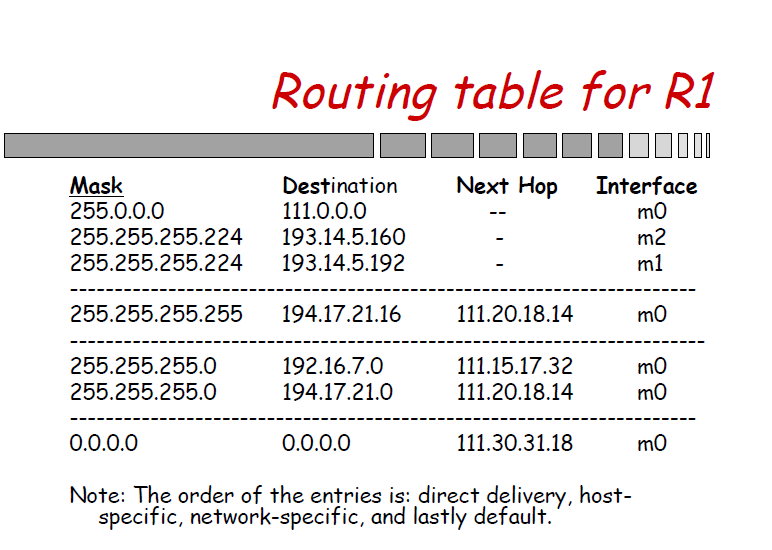 Routing table for R1
Mask Destination Next Hop Interface
255.0.0.0 111.0.0.0 -- m0
255.255.255.224 193.14.5.160 - m2
255.255.255.224 193.14.5.192 - m1
-----------------------------------------------------------------------
255.255.255.255 194.17.21.16 111.20.18.14 m0
------------------------------------------------------------------------
255.255.255.0 192.16.7.0 111.15.17.32 m0
255.255.255.0 194.17.21.0 111.20.18.14 m0
-----------------------------------------------------------------------
0.0.0.0 0.0.0.0 111.30.31.18 m0
Note: The order of the entries is: direct delivery, host-
specific, network-specific, and lastly default.